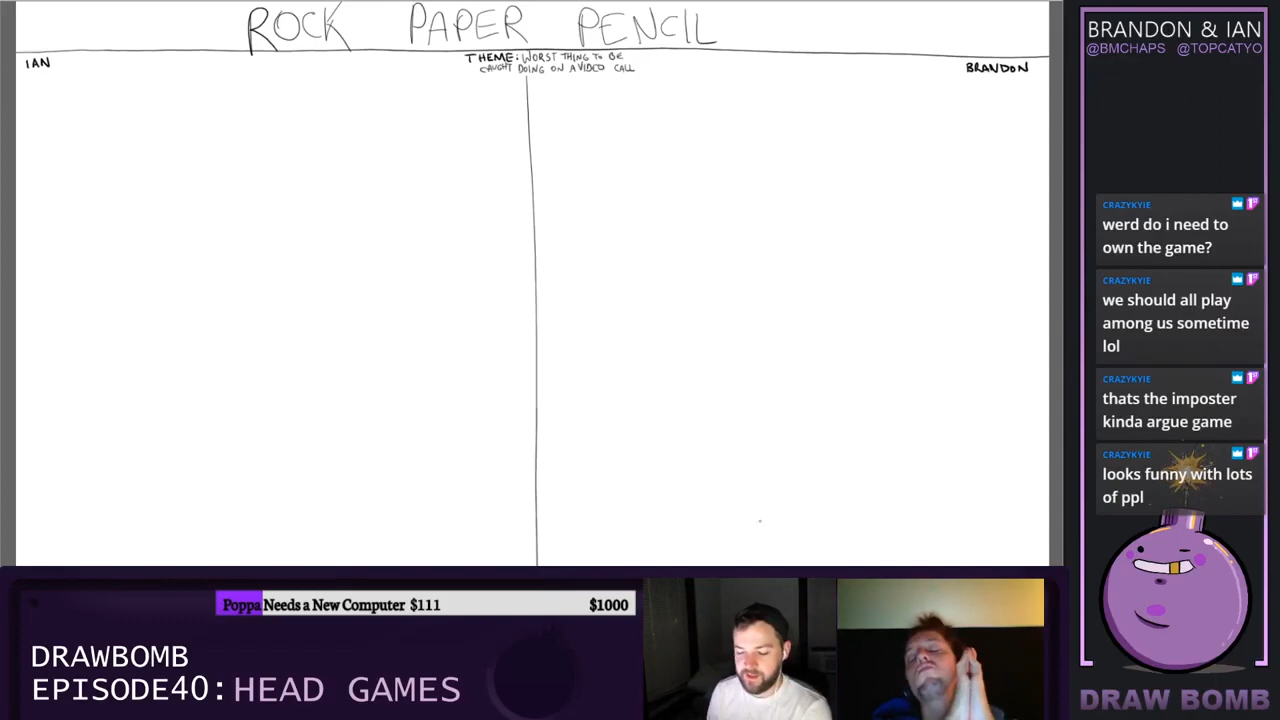 ROCK PAPER PENCIL
IAN
THEME: WORST THING TO BE
CAUGHT DOING ON A VIDEO CALL
BRANDON
BRANDON & IAN
@BMCHAPS @TOPCATYO
CRAZYKYIE
werd do i need to
own the game?
CRAZYKYIE
we should all play
among us sometime
lol
CRAZYKYIE
thats the imposter
kinda argue game
CRAZYKYIE
looks funny with lots
of ppl
Poppa Needs a New Computer $111 $1000
DRAWBOMB
EPISODE40: HEAD GAMES
DRAW BOMB